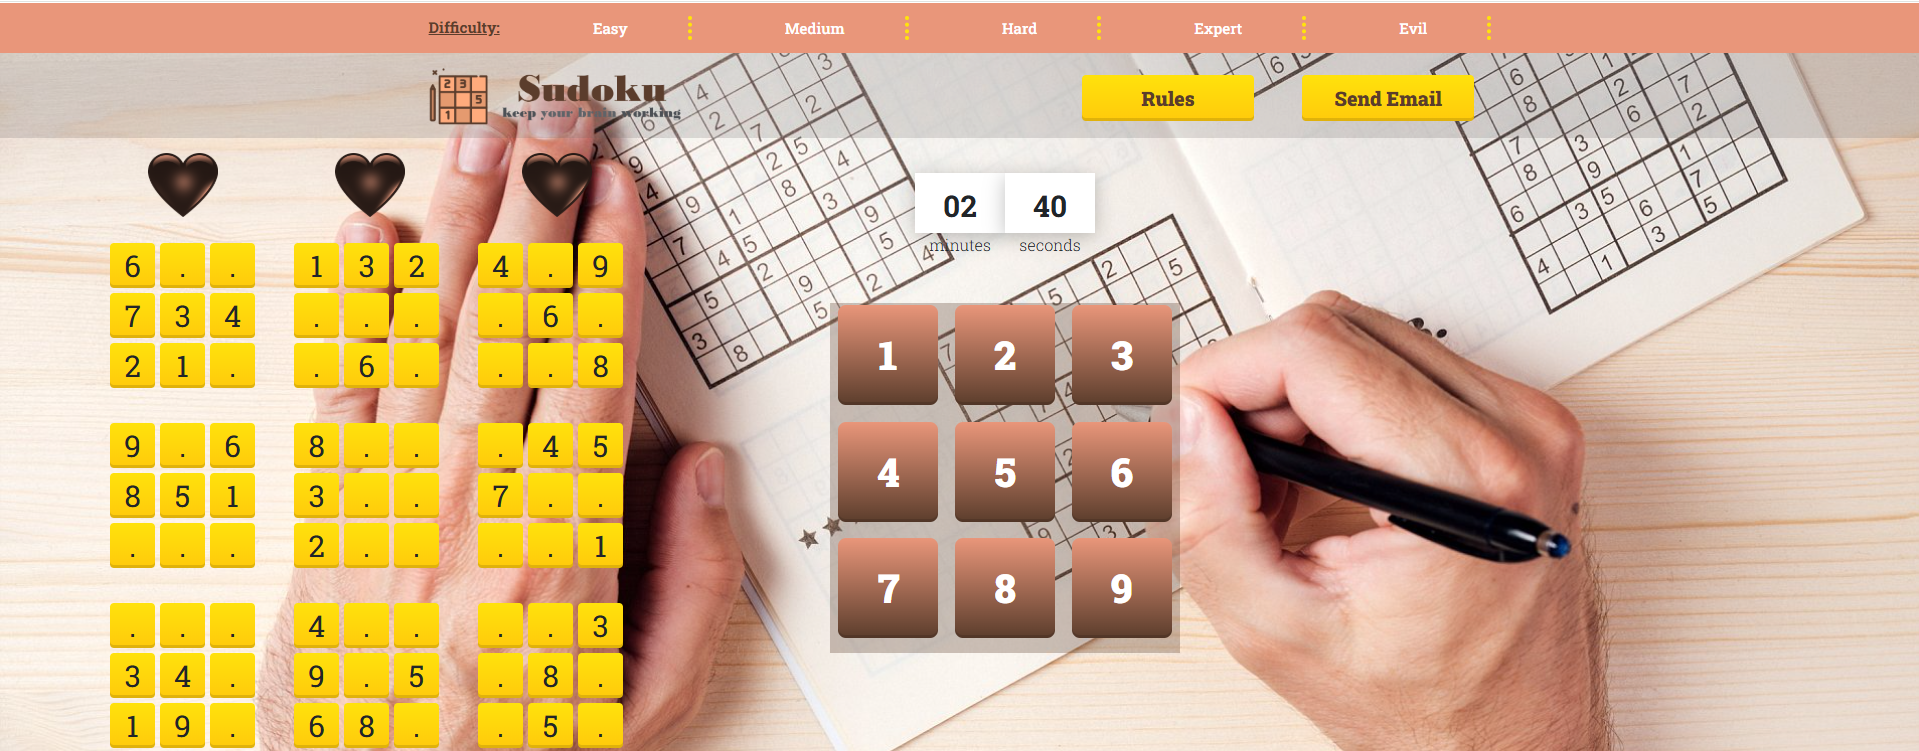 Difficulty: Easy Medium Hard Expert Evil
Sudoku
keep your brain working
Rules Send Email
02 40
minutes seconds
6 . . 1 3 2 4 . 9
7 3 4 . . . . 6 .
2 1 . . 6 . . . 8
9 . 6 8 . . . 4 5
8 5 1 3 . . 7 . .
. . . 2 . . . . 1
. . . 4 . . . . 3
3 4 . 9 . 5 . 8 .
1 9 . 6 8 . . 5 .
1 2 3
4 5 6
7 8 9